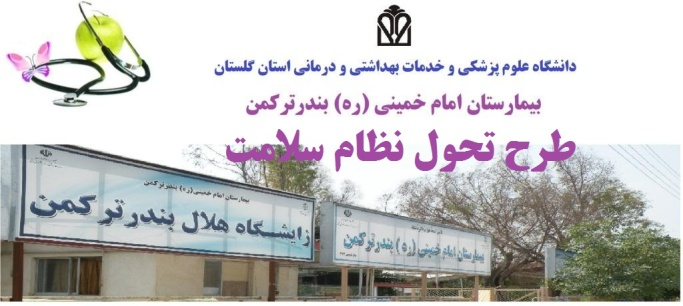 دانشگاه علوم پزشکی و خدمات بهداشتی و درمانی استان گلستان
بیمارستان امام خمینی (ره) بندرترکمن
طرح تحول نظام سلامت
بیمارستان امام خمینی (ره) بندرترکمن
زایشگاه هلال بندرترکمن
بیمارستان امام خمینی (ره) بندرترکمن